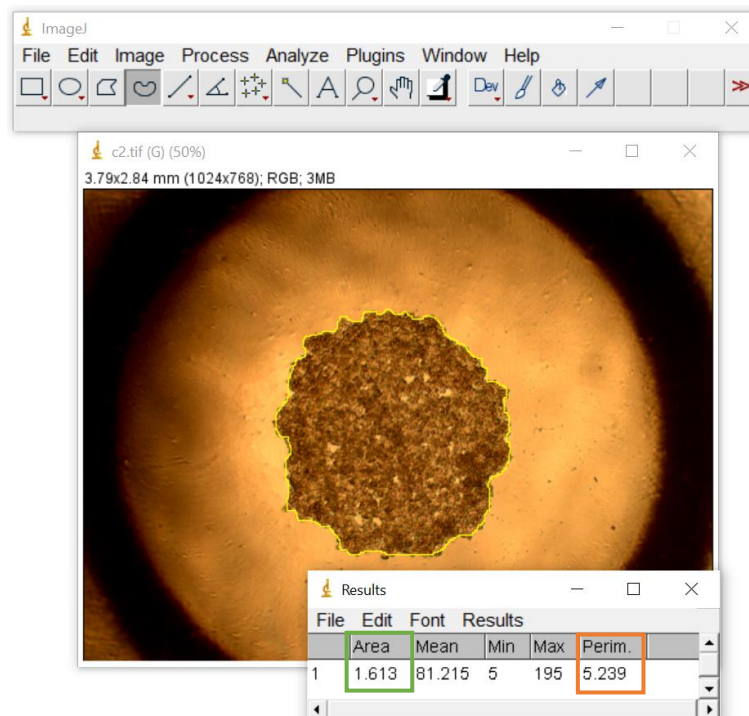 ImageJ
File Edit Image Process Analyze Plugins Window Help
A Dev
c2.tif (G) (50%)
3.79x2.84 mm (1024x768); RGB; 3MB
Results
File Edit Font Results
Area Mean Min Max Perim.
1 1.613 81.215 5 195 5.239